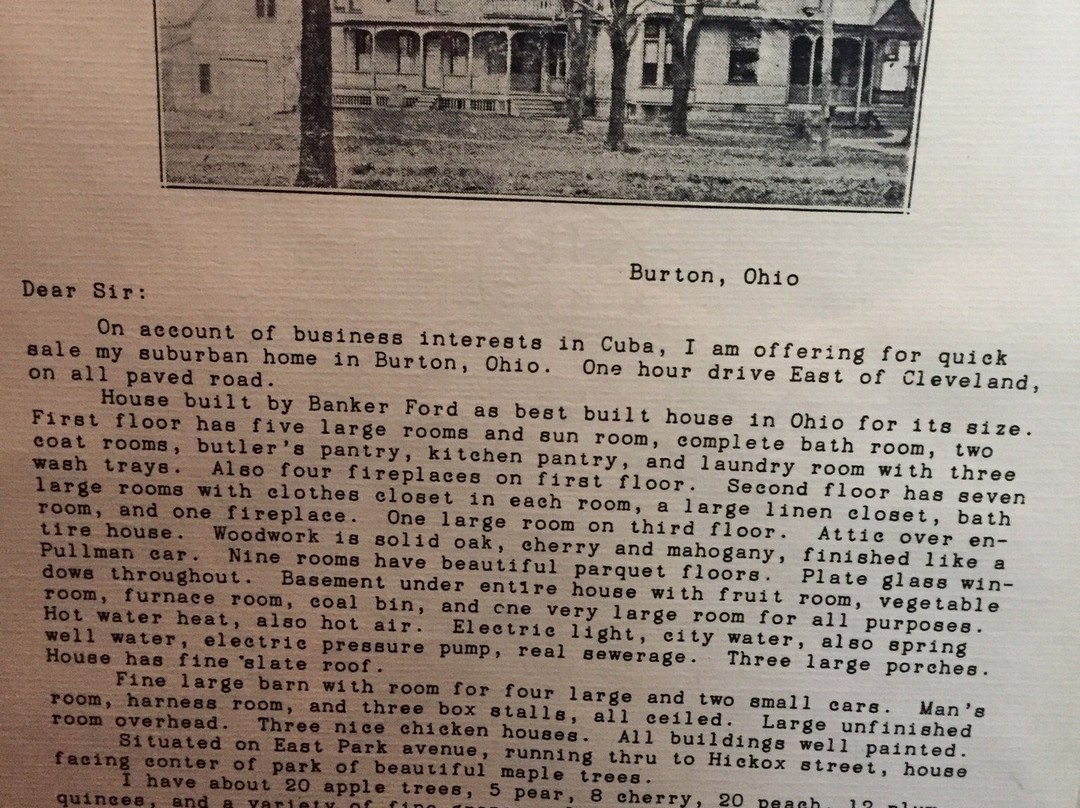 Burton, Ohio
Dear Sir:
On account of business interests in Cuba, I am offering for quick
sale my suburban home in Burton, Ohio. One hour drive East of Cleveland,
on all paved road.
House built by Banker Ford as best built house in Ohio for its size.
First floor has five large rooms and sun room, complete bath room, two
coat rooms, butler's pantry, kitchen pantry, and laundry room with three
wash trays. Also four fireplaces on first floor. Second floor has seven
large rooms with clothes closet in each room, a large linen closet, bath
room, and one fireplace. One large room on third floor. Attic over en-
tire house. Woodwork is solid oak, cherry and mahogany, finished like a
Pullman car. Nine rooms have beautiful parquet floors. Plate glass win-
dows throughout. Basement under entire house with fruit room, vegetable
room, furnace room, coal bin, and cne very large room for all purposes.
Hot water heat, also hot air. Electric light, city water, also spring
well water, electric pressure pump, real sewerage. Three large porches.
House has fine slate roof.
Fine large barn with room for four large and two small cars. Man's
room, harness room, and three box stalls, all ceiled. Large unfinished
room overhead. Three nice chicken houses. All buildings well painted.
Situated on East Park avenue, running thru to Hickox street, house
facing conter of park of beautiful maple trees.
I have about 20 apple trees, 5 pear, 8 cherry, 20 peach, 12 plum
quinces, and a variety of fine